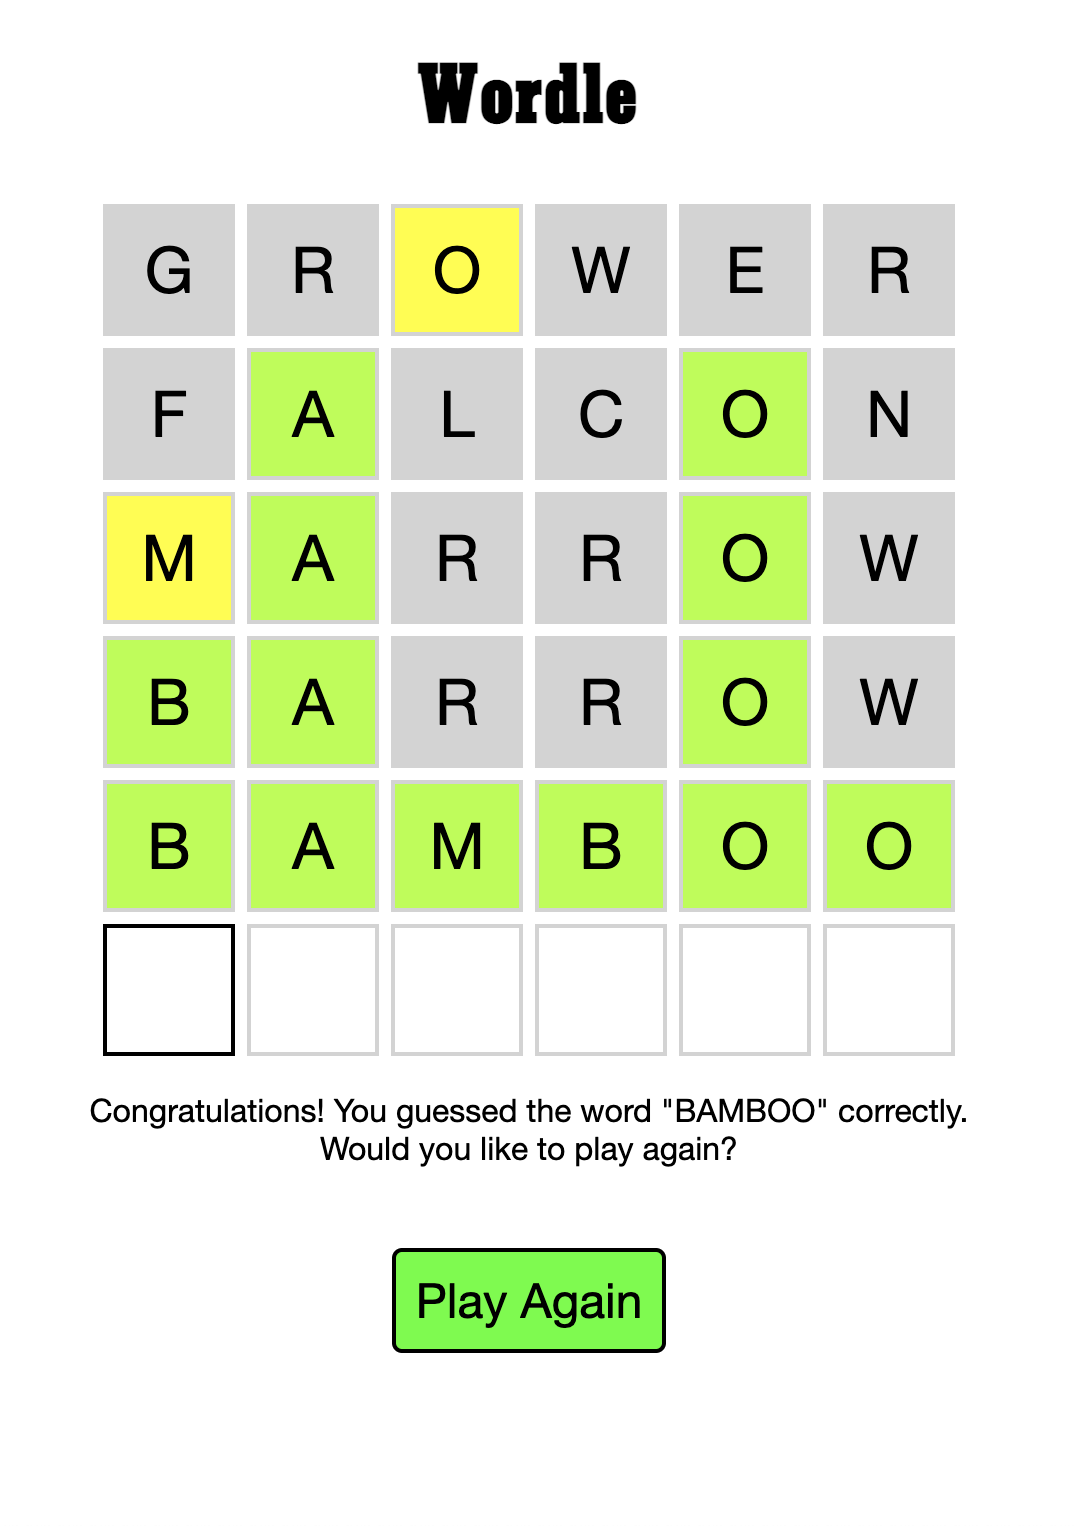 Wordle
G R O W E R
F A L C O N
M A R R O W
B A R R O W
B A M B O O
Congratulations! You guessed the word "BAMBOO" correctly.
Would you like to play again?
Play Again